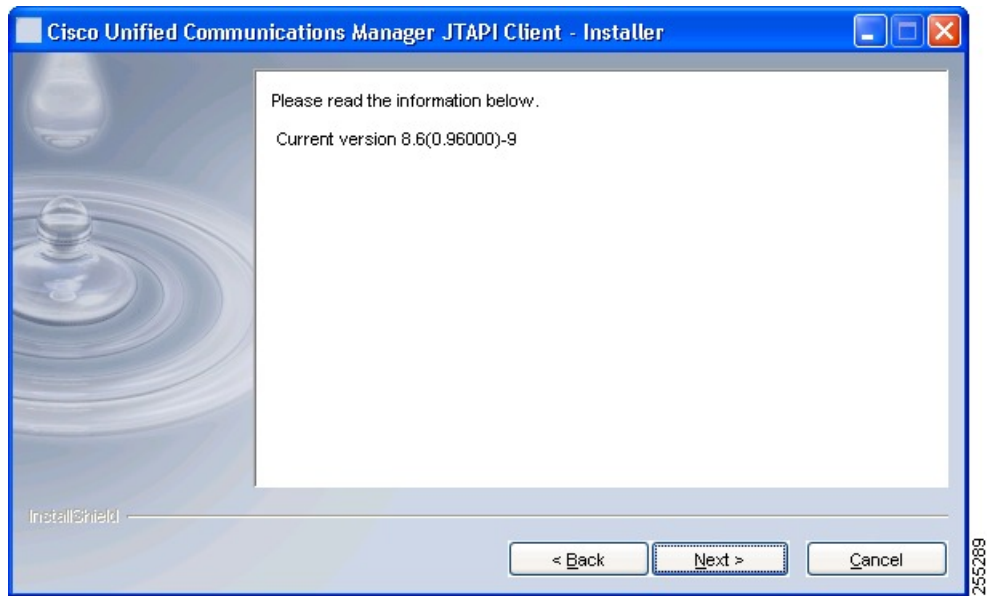 Cisco Unified Communications Manager JTAPI Client - Installer
Please read the information below.
Current version 8.6(0.96000)-9
InstallShield
< Back
Next >
Cancel
255289